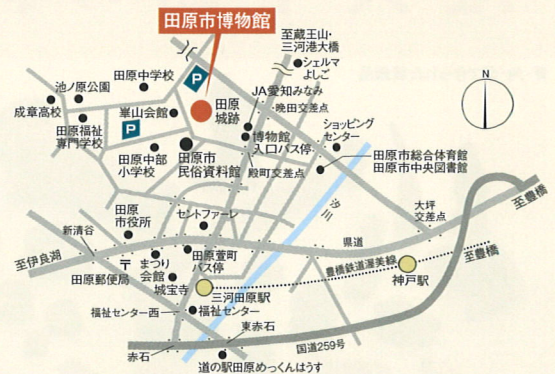 田原市博物館
至蔵王山・
三河港大橋
シェルマ
よしご
N
田原中学校
P
池ノ原公園
JA愛知みなみ
成章高校
崋山会館
田原
城跡
晩田交差点
P
田原福祉
専門学校
博物館
入口バス停
ショッピング
センター
田原中部
小学校
田原市
民俗資料館
殿町交差点
田原市総合体育館
田原市中央図書館
汐川
田原
市役所
セントファーレ
大坪
交差点
至豊橋
新清谷
県道
至伊良湖
〒
田原郵便局
まつり
会館
田原萱町
バス停
豊橋鉄道渥美線
至豊橋
城宝寺
神戸駅
三河田原駅
福祉センター西
福祉センター
東赤石
赤石
国道259号
道の駅田原めっくんはうす